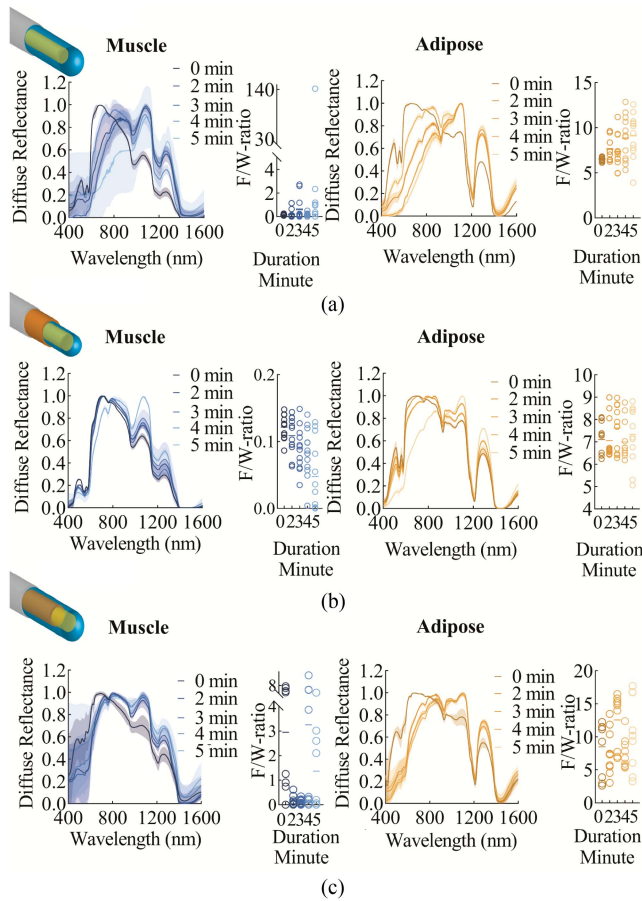 Muscle
Adipose
Diffuse Reflectance
1.2
1.0
0.8
0.6
0.4
0.2
0.0
400 800 1200 1600
Wavelength (nm)
0 min
2 min
3 min
4 min
5 min
F/W-ratio
140
30
4
2
0
0 2 3 4 5
Duration
Minute
Diffuse Reflectance
1.2
1.0
0.8
0.6
0.4
0.2
0.0
400 800 1200 1600
Wavelength (nm)
0 min
2 min
3 min
4 min
5 min
F/W-ratio
15
10
5
0
0 2 3 4 5
Duration
Minute
(a)
Muscle
Adipose
Diffuse Reflectance
1.2
1.0
0.8
0.6
0.4
0.2
0.0
400 800 1200 1600
Wavelength (nm)
0 min
2 min
3 min
4 min
5 min
F/W-ratio
0.2
0.1
0.0
0 2 3 4 5
Duration
Minute
Diffuse Reflectance
1.2
1.0
0.8
0.6
0.4
0.2
0.0
400 800 1200 1600
Wavelength (nm)
0 min
2 min
3 min
4 min
5 min
F/W-ratio
10
9
8
7
6
5
4
0 2 3 4 5
Duration
Minute
(b)
Muscle
Adipose
Diffuse Reflectance
1.2
1.0
0.8
0.6
0.4
0.2
0.0
400 800 1200 1600
Wavelength (nm)
0 min
2 min
3 min
4 min
5 min
F/W-ratio
8
4
2
0
0 2 3 4 5
Duration
Minute
Diffuse Reflectance
1.2
1.0
0.8
0.6
0.4
0.2
0.0
400 800 1200 1600
Wavelength (nm)
0 min
2 min
3 min
4 min
5 min
F/W-ratio
20
15
10
5
0
0 2 3 4 5
Duration
Minute
(c)